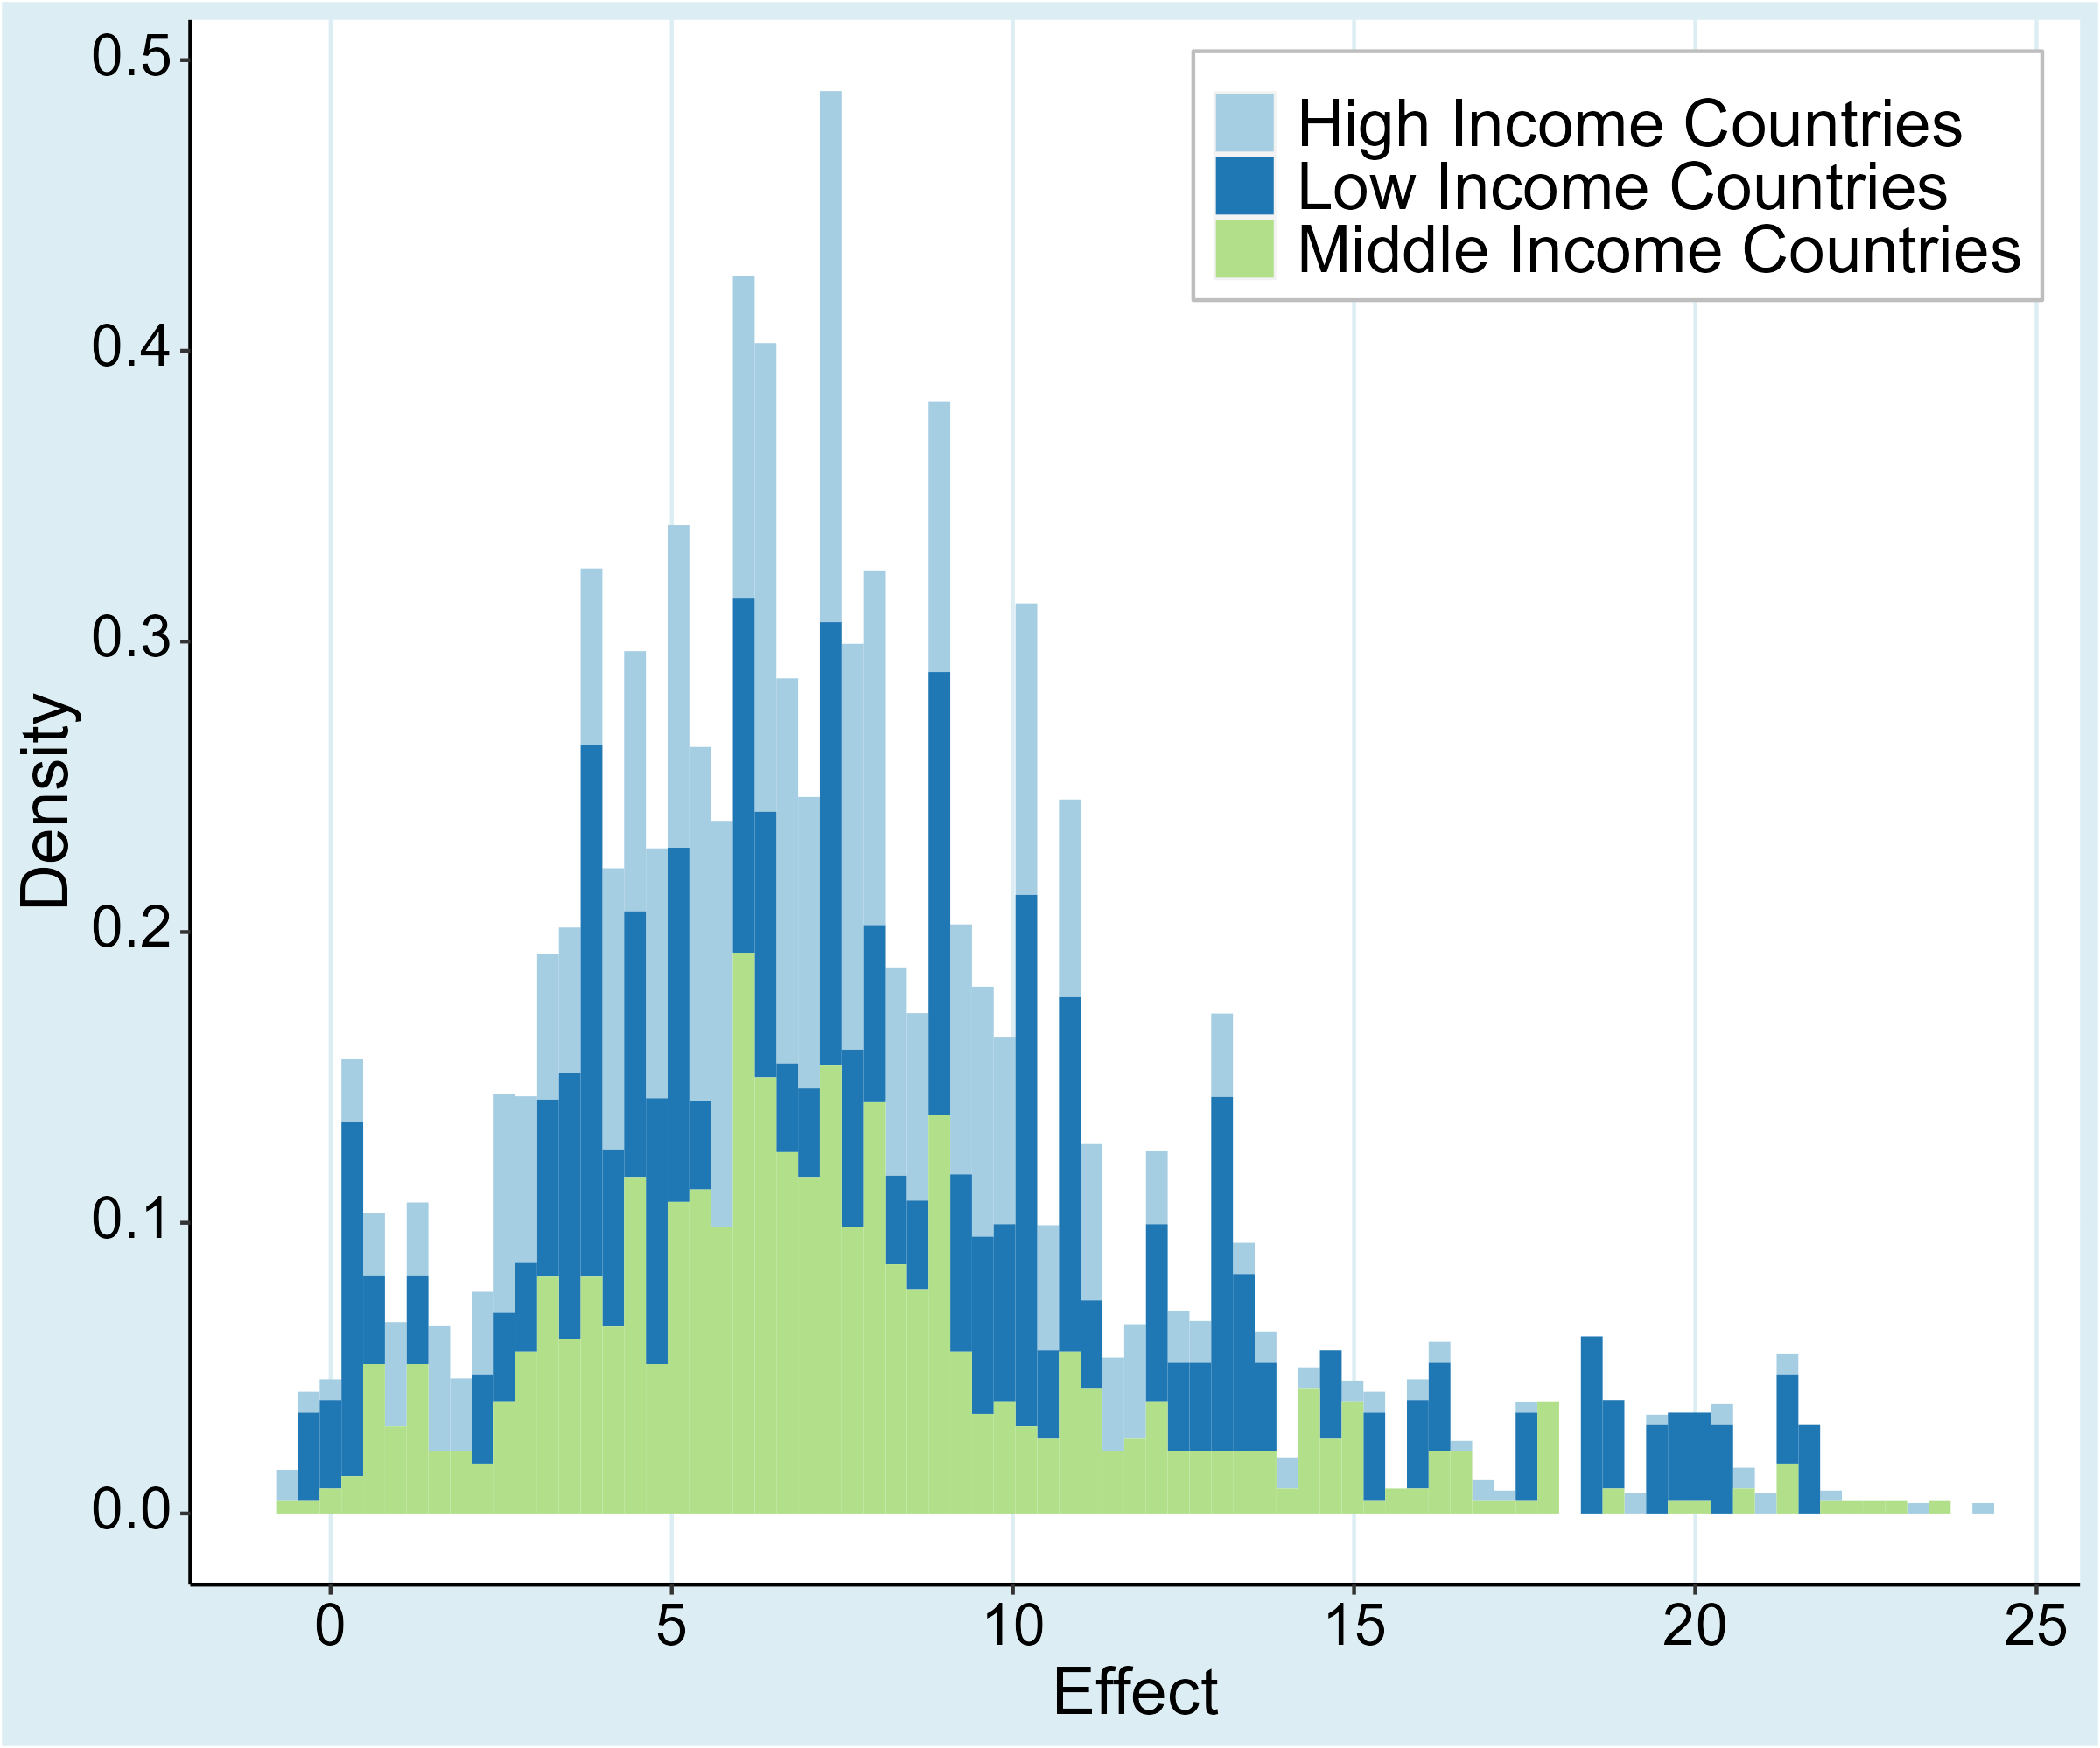 0.5
0.4
0.3
0.2
0.1
0.0
Density
High Income Countries
Low Income Countries
Middle Income Countries
0 5 10 15 20 25
Effect